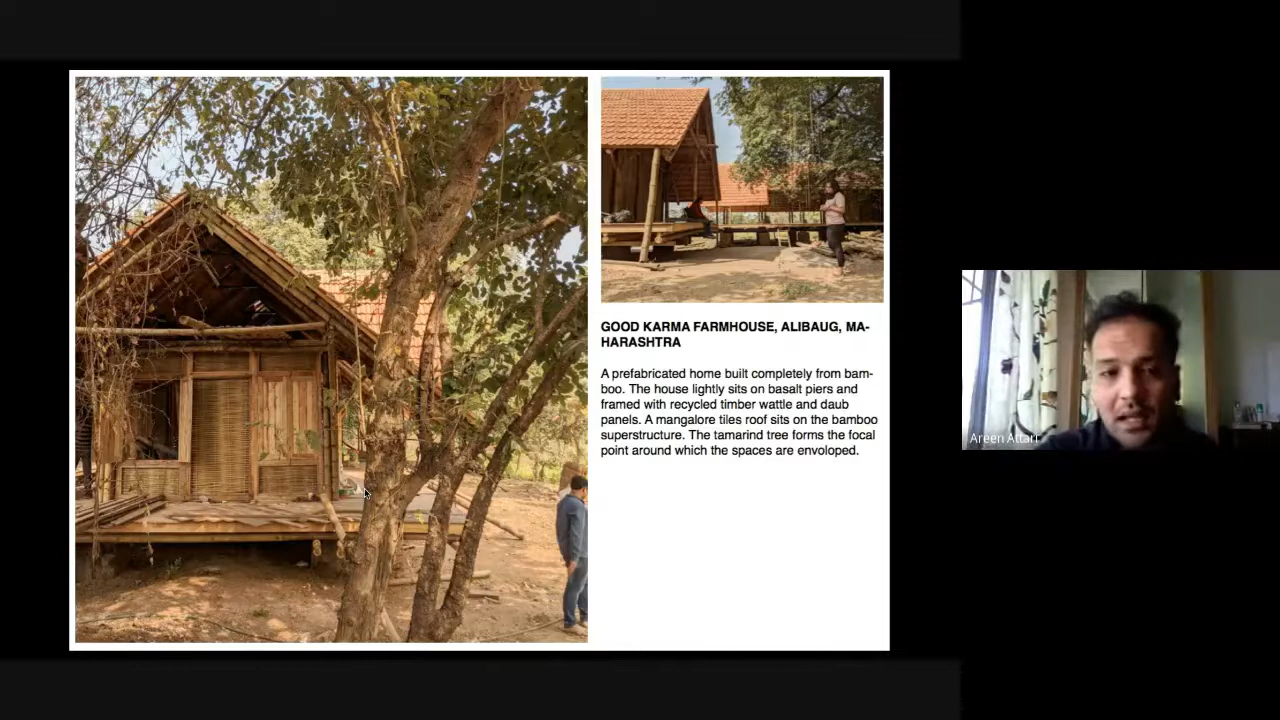 GOOD KARMA FARMHOUSE, ALIBAUG, MA-
HARASHTRA
A prefabricated home built completely from bam-
boo. The house lightly sits on basalt piers and
framed with recycled timber wattle and daub
panels. A mangalore tiles roof sits on the bamboo
superstructure. The tamarind tree forms the focal
point around which the spaces are enveloped.
Areen Attari